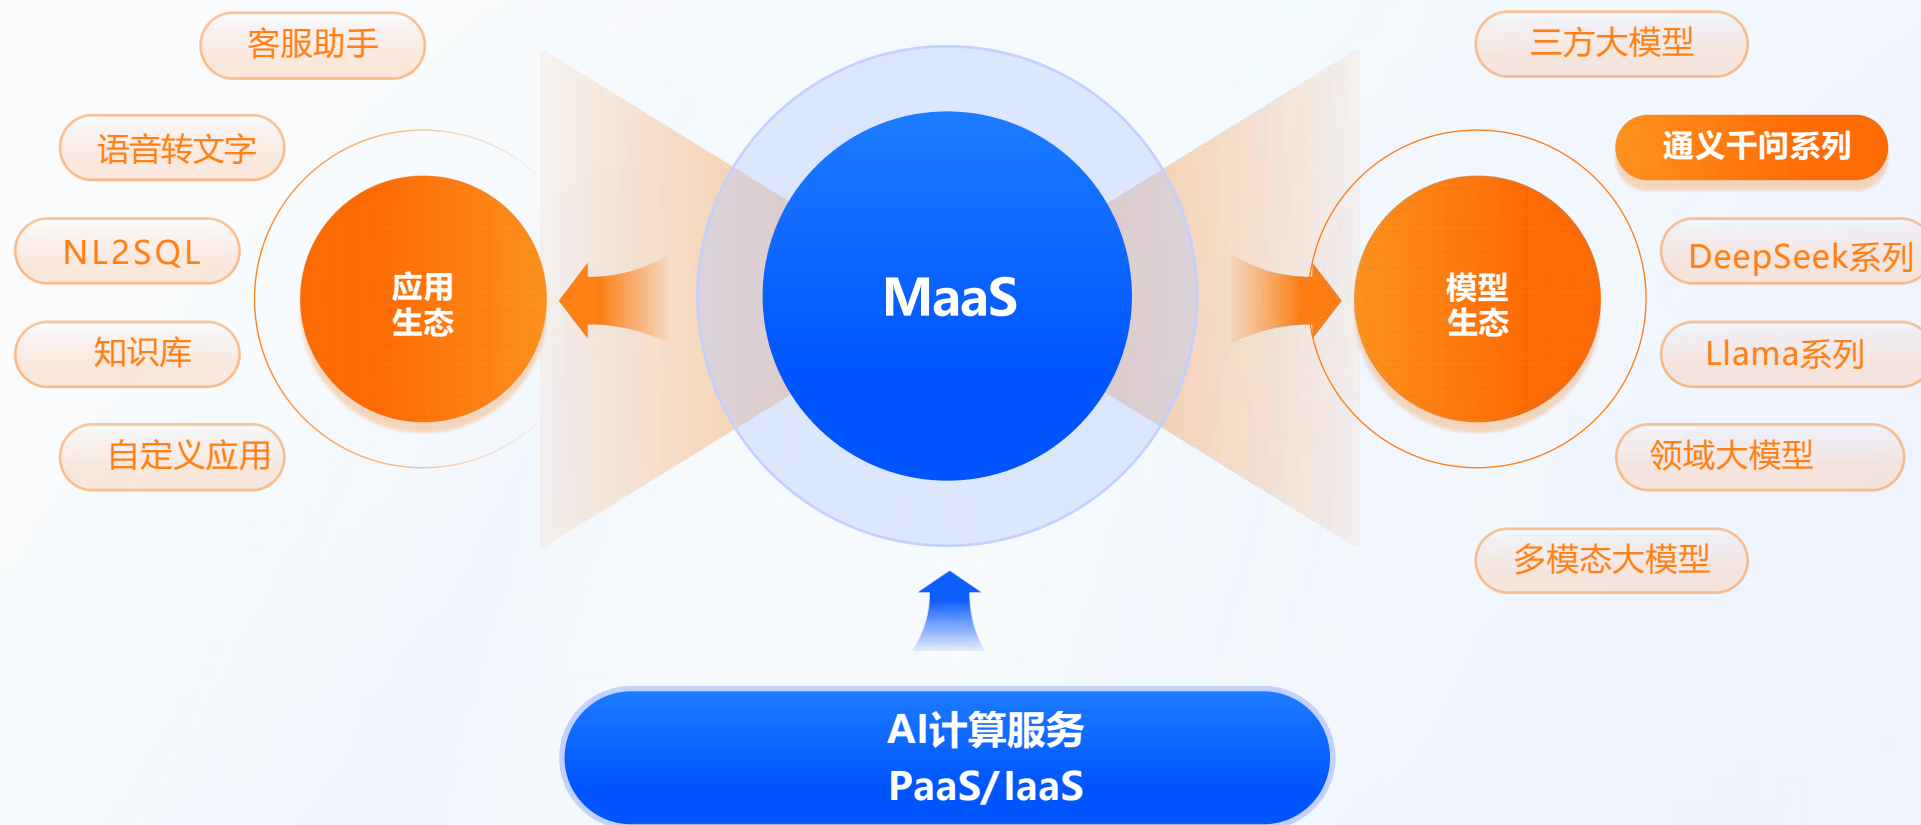 客服助手
语音转文字
NL2SQL
知识库
自定义应用
应用
生态
MaaS
模型
生态
三方大模型
通义千问系列
DeepSeek系列
Llama系列
领域大模型
多模态大模型
AI计算服务
PaaS/IaaS